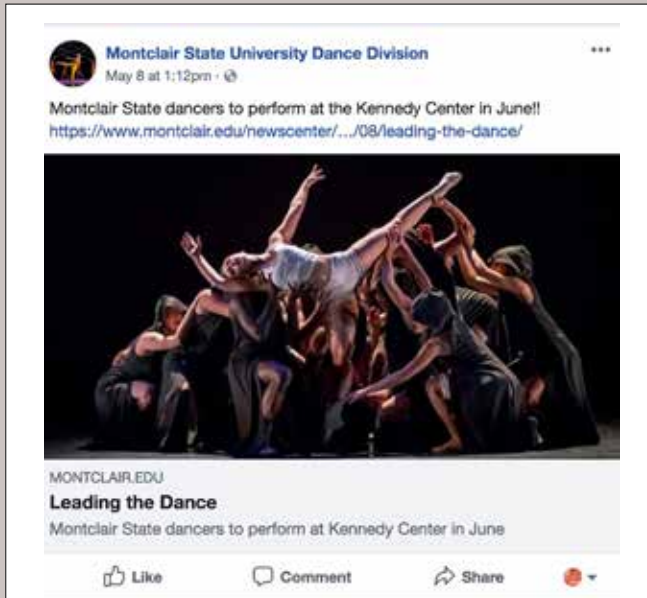 Montclair State University Dance Division
May 8 at 1:12pm ·
Montclair State dancers to perform at the Kennedy Center in June!!
https://www.montclair.edu/newscenter/.../08/leading-the-dance/
MONTCLAIR.EDU
Leading the Dance
Montclair State dancers to perform at Kennedy Center in June
Like Comment Share